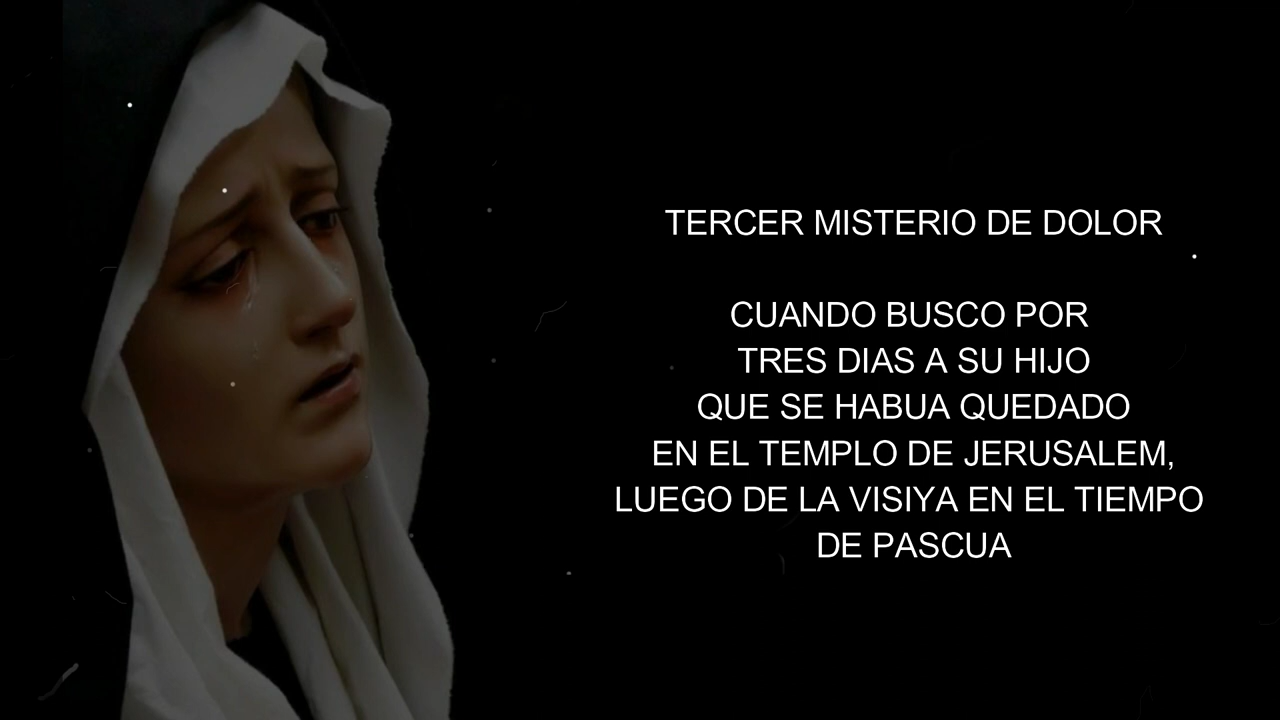 TERCER MISTERIO DE DOLOR
CUANDO BUSCO POR
TRES DIAS A SU HIJO
QUE SE HABUA QUEDADO
EN EL TEMPLO DE JERUSALEM,
LUEGO DE LA VISIYA EN EL TIEMPO
DE PASCUA